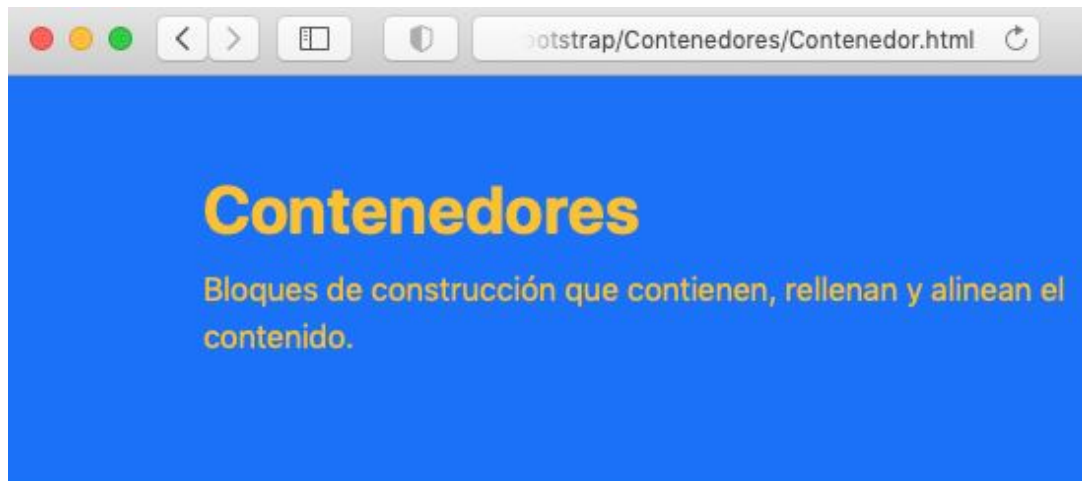 otstrap/Contenedores/Contenedor.html
Contenedores
Bloques de construcción que contienen, rellenan y alinean el
contenido.